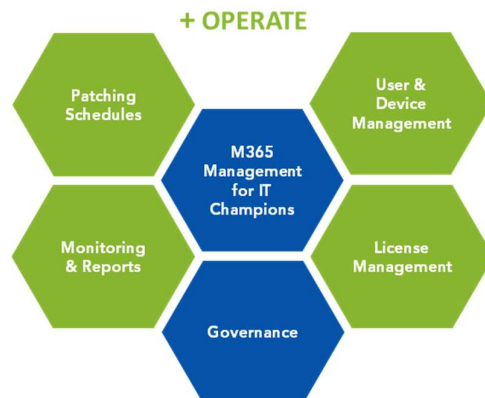 + OPERATE
Patching
Schedules
User &
Device
Management
M365
Management
for IT
Champions
Monitoring
& Reports
License
Management
Governance